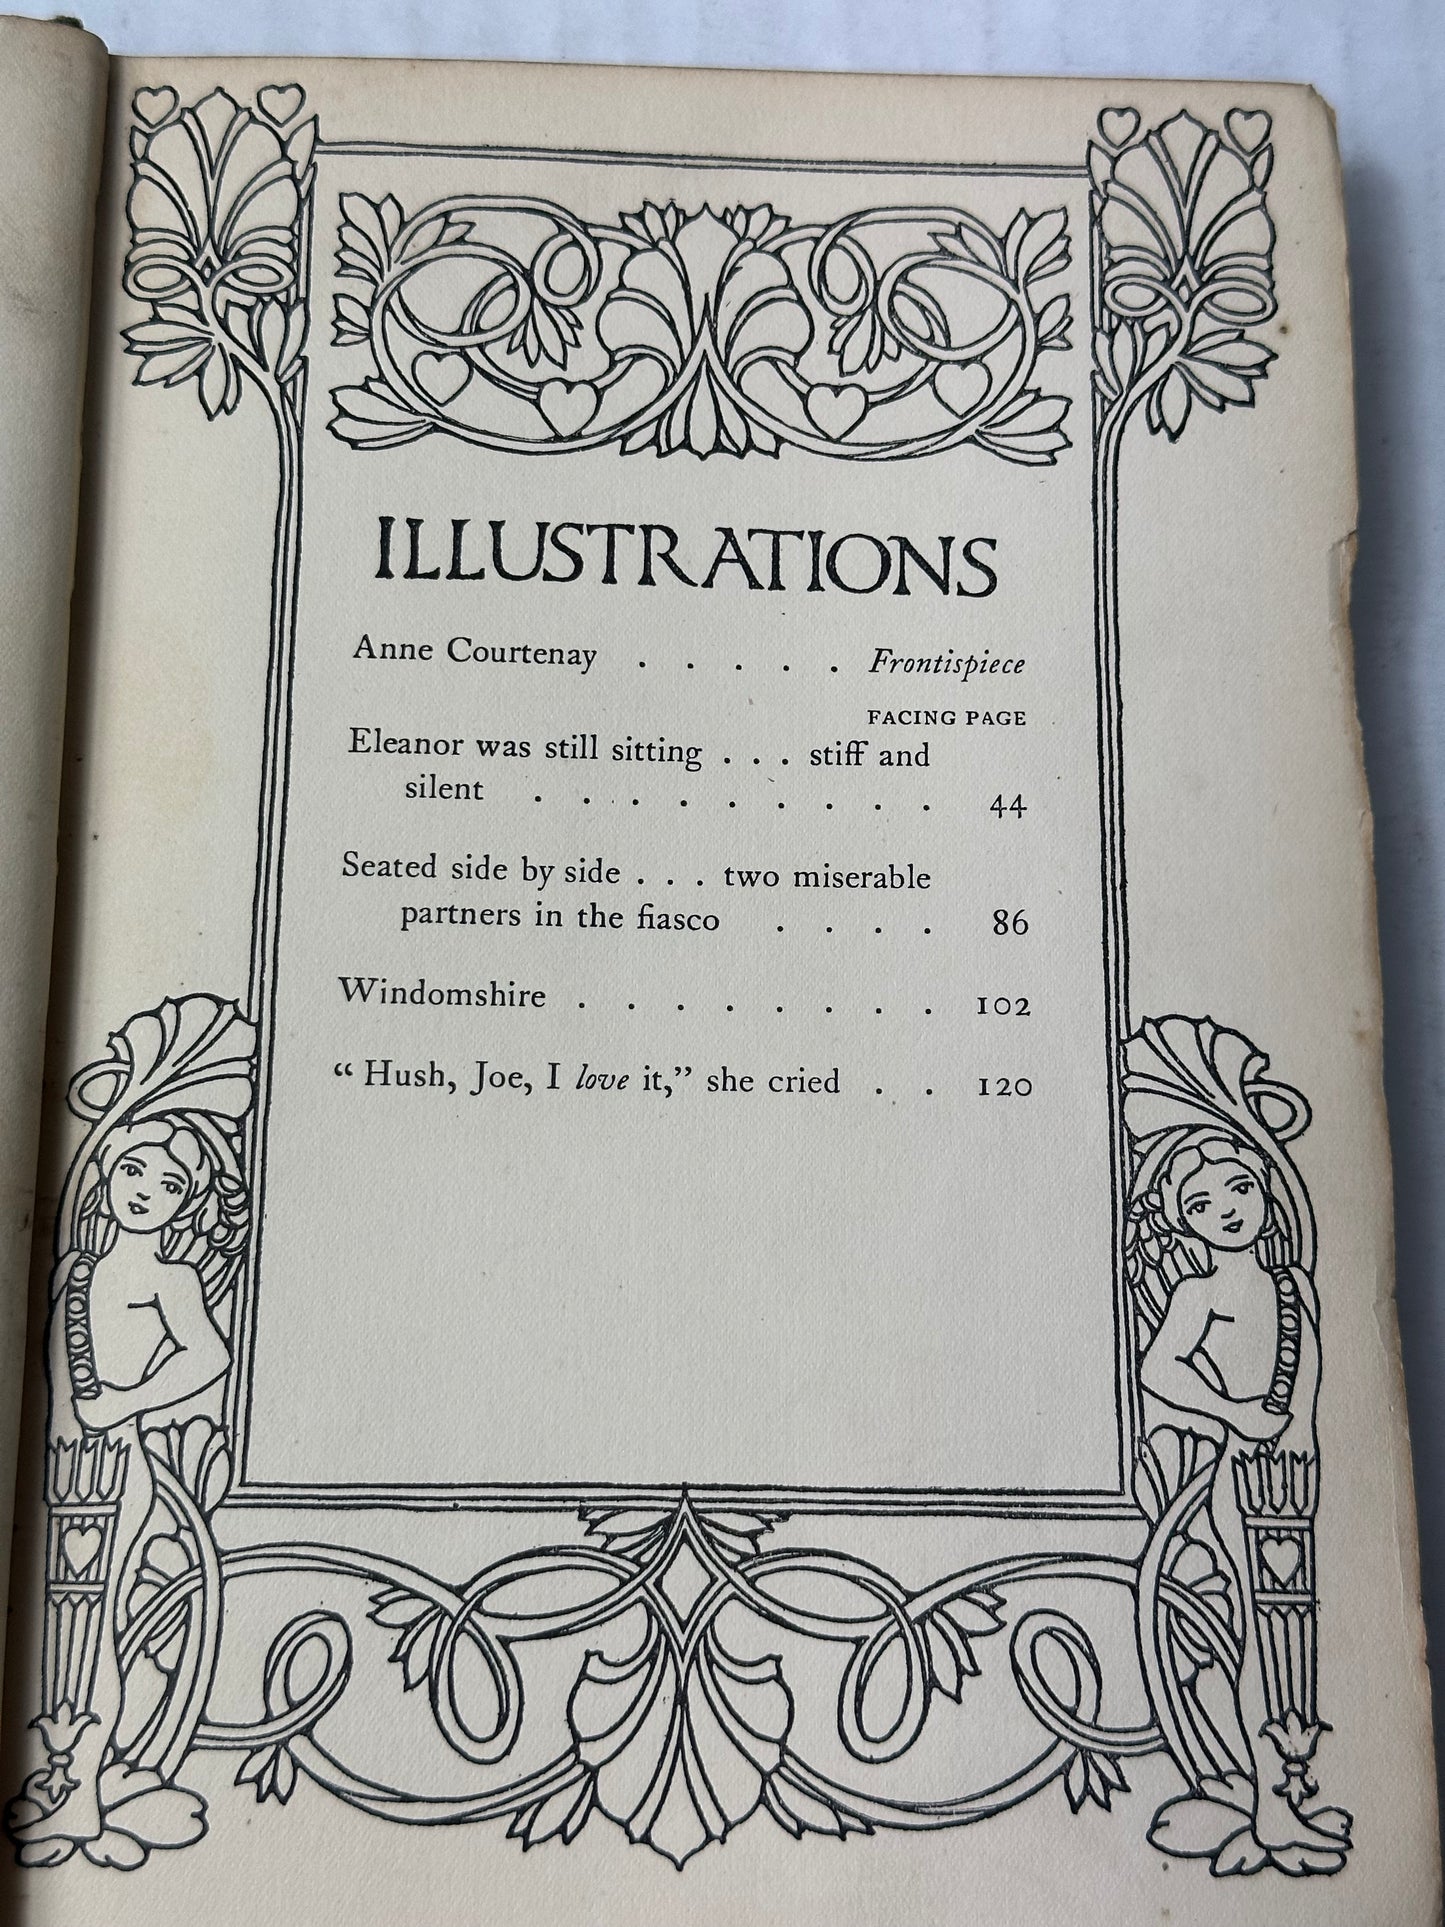 ILLUSTRATIONS
Anne Courtenay . . . . . Frontispiece
FACING PAGE
Eleanor was still sitting . . . stiff and
silent . . . . . . . . . 44
Seated side by side . . . two miserable
partners in the fiasco . . . . 86
Windomshire . . . . . . . . 102
“ Hush, Joe, I love it,” she cried . . 120